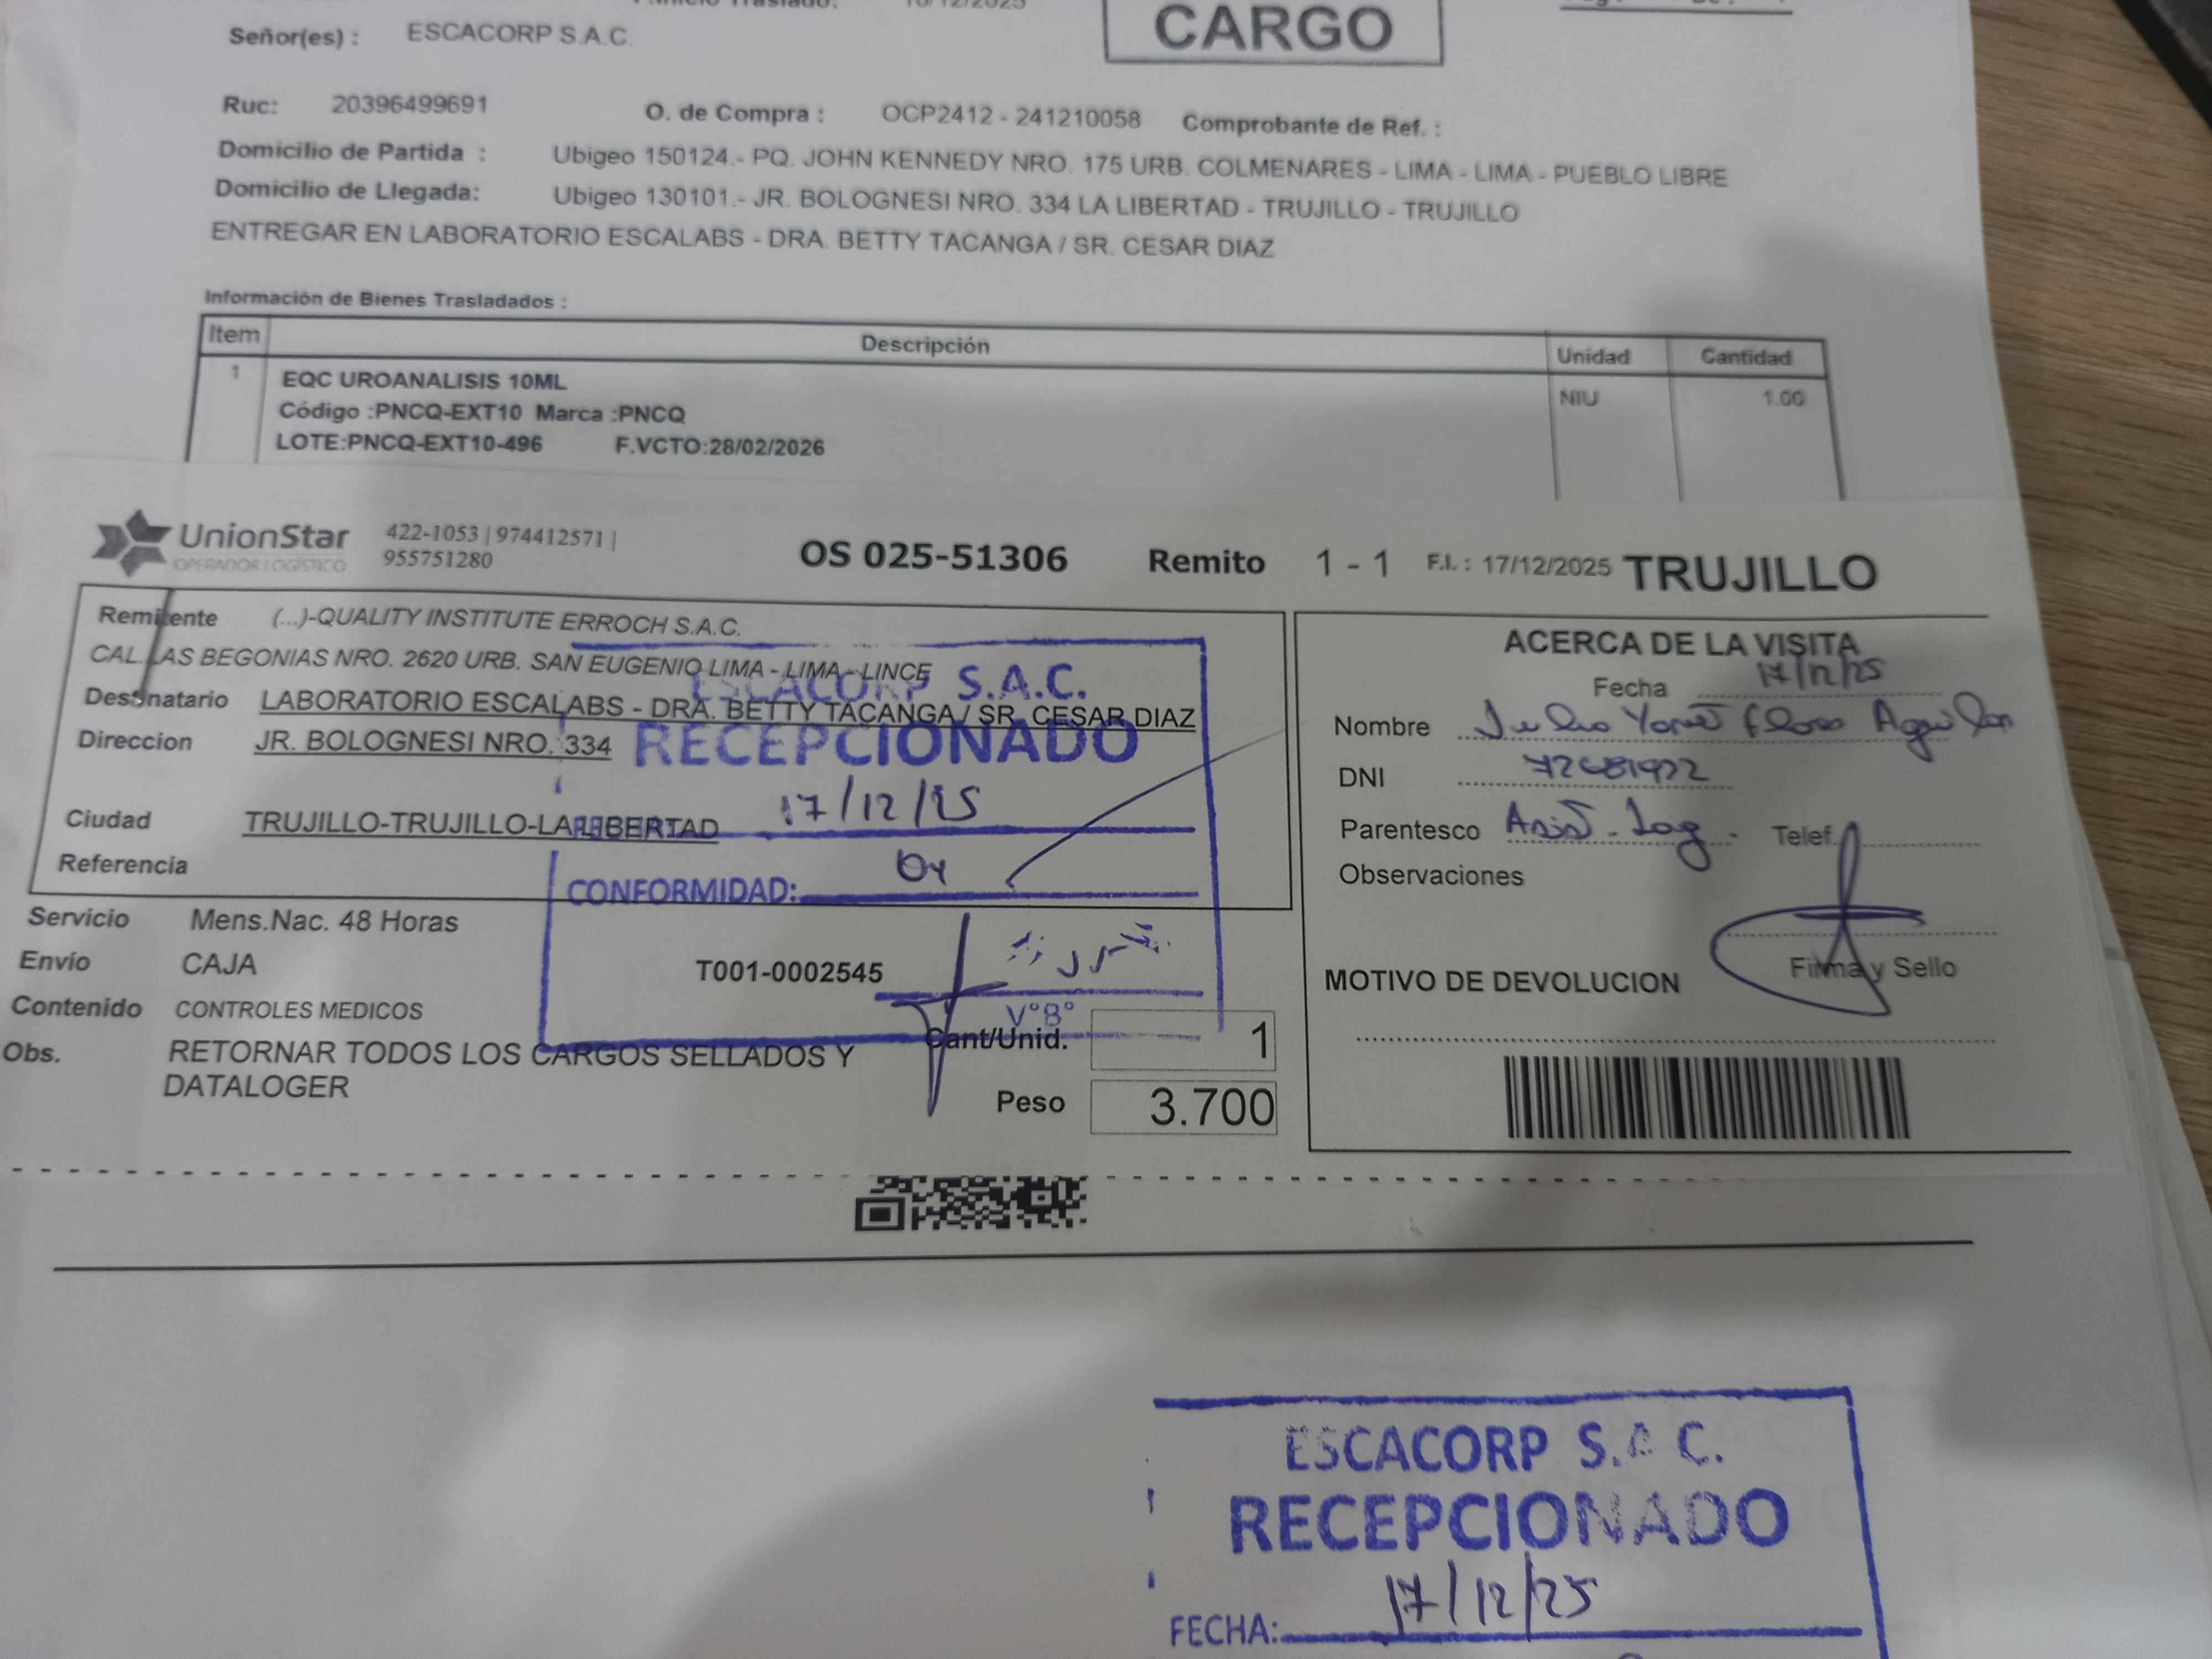 CARGO
Señor(es) : ESCACORP S.A.C.
Ruc: 20396499691 O. de Compra : OCP2412 - 241210058 Comprobante de Ref. :
Domicilio de Partida : Ubigeo 150124.- PQ. JOHN KENNEDY NRO. 175 URB. COLMENARES - LIMA - LIMA - PUEBLO LIBRE
Domicilio de Llegada: Ubigeo 130101.- JR. BOLOGNESI NRO. 334 LA LIBERTAD - TRUJILLO - TRUJILLO
ENTREGAR EN LABORATORIO ESCALABS - DRA. BETTY TACANGA / SR. CESAR DIAZ
Información de Bienes Trasladados :
Item Descripción Unidad Cantidad
1 EQC UROANALISIS 10ML NIU 1.00
Código :PNCQ-EXT10 Marca :PNCQ
LOTE:PNCQ-EXT10-496 F.VCTO:28/02/2026
UnionStar
OPERADOR LOGÍSTICO
422-1053 | 974412571 |
955751280
OS 025-51306 Remito 1 - 1 F.I. : 17/12/2025 TRUJILLO
Remitente (...)-QUALITY INSTITUTE ERROCH S.A.C.
CAL.LAS BEGONIAS NRO. 2620 URB. SAN EUGENIO LIMA - LIMA - LINCE
Destinatario LABORATORIO ESCALABS - DRA. BETTY TACANGA / SR. CESAR DIAZ
Direccion JR. BOLOGNESI NRO. 334
Ciudad TRUJILLO-TRUJILLO-LA LIBERTAD
Referencia
ESCACORP S.A.C.
RECEPCIONADO
17/12/25
CONFORMIDAD:
V°B°
Servicio Mens.Nac. 48 Horas
Envío CAJA T001-0002545
Contenido CONTROLES MEDICOS
Obs. RETORNAR TODOS LOS CARGOS SELLADOS Y
DATALOGER
Cant/Unid. 1
Peso 3.700
ACERCA DE LA VISITA
Fecha 17/12/25
Nombre Flores Aguilar
DNI
Parentesco Asist. Log. Telef.
Observaciones
Firma y Sello
MOTIVO DE DEVOLUCION
ESCACORP S.A.C.
RECEPCIONADO
FECHA: 17/12/25